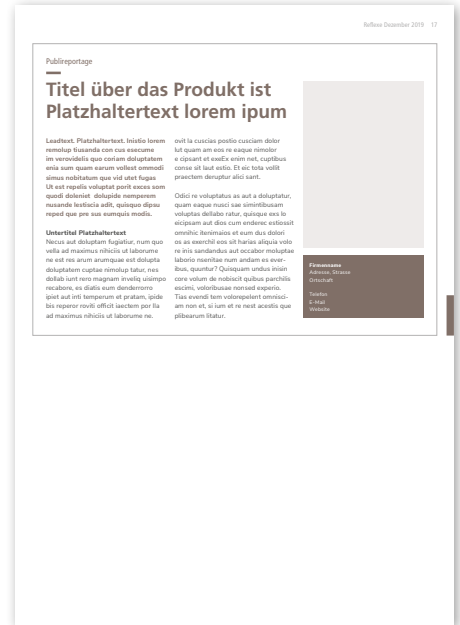 Reflexe Dezember 2019 17
Publireportage
Titel über das Produkt ist
Platzhaltertext lorem ipum
Leadtext. Platzhaltertext. Inistio lorem
remolup tiusanda con cus esecume
im verovidelis quo coriam doluptatem
enia sum quam earum vollest ommodi
simus nobitatum que vid utet fugas
Ut est repelis voluptat porit exces som
quodi doleniet dolupide nemperem
nusande lestiscia adit, quisquo dipsu
reped que pre sus eumquis modis.
Untertitel Platzhaltertext
Necus aut doluptam fugiatiur, num quo
vella ad maximus nihiciis ut laborume
ne est res arum arumquae est dolupta
doluptatem cuptas nimolup tatur, nes
dollab iunt rero magnam inveliq uisimpo
recabore, es diatis eum denderrorro
ipiet aut inti temperum et pratam, ipide
bis reperor roviti officit iaectem por lla
ad maximus nihiciis ut laborume ne.
ovit la cuscias postio cusciam dolor
lut quam am eos re eaque nimolor
e cipsant et exeEx enim net, cuptibus
conse sit laut estio. Et eic tota vollit
praectem deruptur alici sant.
Odici re voluptatus as aut a doluptatur,
quam eaque nusci sae simintibusam
voluptas dellabo ratur, quisque exs lo
eicipsam aut dios cum enderec estiossit
omnihic itenimaios et eum dus dolori
os as exerchil eos sit harias aliquia volo
re inis sandandus aut occabor moluptae
laborio nsenitae num andam es ever-
ibus, quuntur? Quisquam undus inisin
core volum de nobiscit quibus parchilis
escimi, voloribusae nonsed experio.
Tias evendi tem volorepelent omnisci-
am non et, si ium et re nest acestis que
plibearum litatur.
Firmenname
Adresse, Strasse
Ortschaft
Telefon
E-Mail
Website